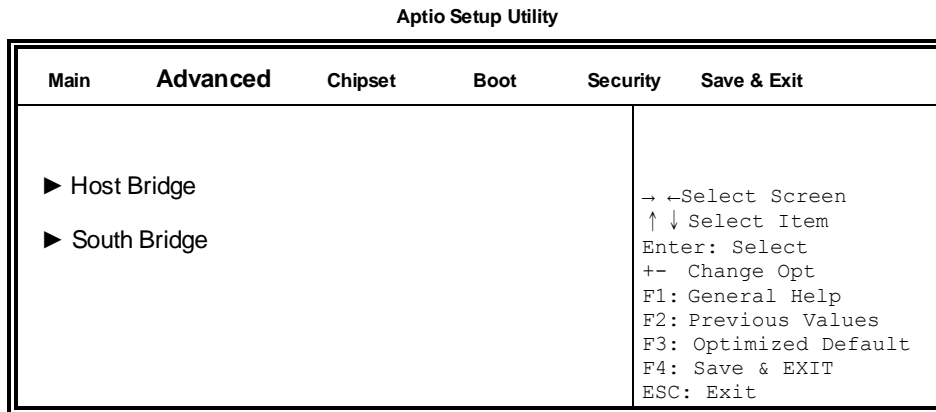 Aptio Setup Utility
Main Advanced Chipset Boot Security Save & Exit
► Host Bridge
► South Bridge
→ ←Select Screen
↑↓ Select Item
Enter: Select
+- Change Opt
F1: General Help
F2: Previous Values
F3: Optimized Default
F4: Save & EXIT
ESC: Exit